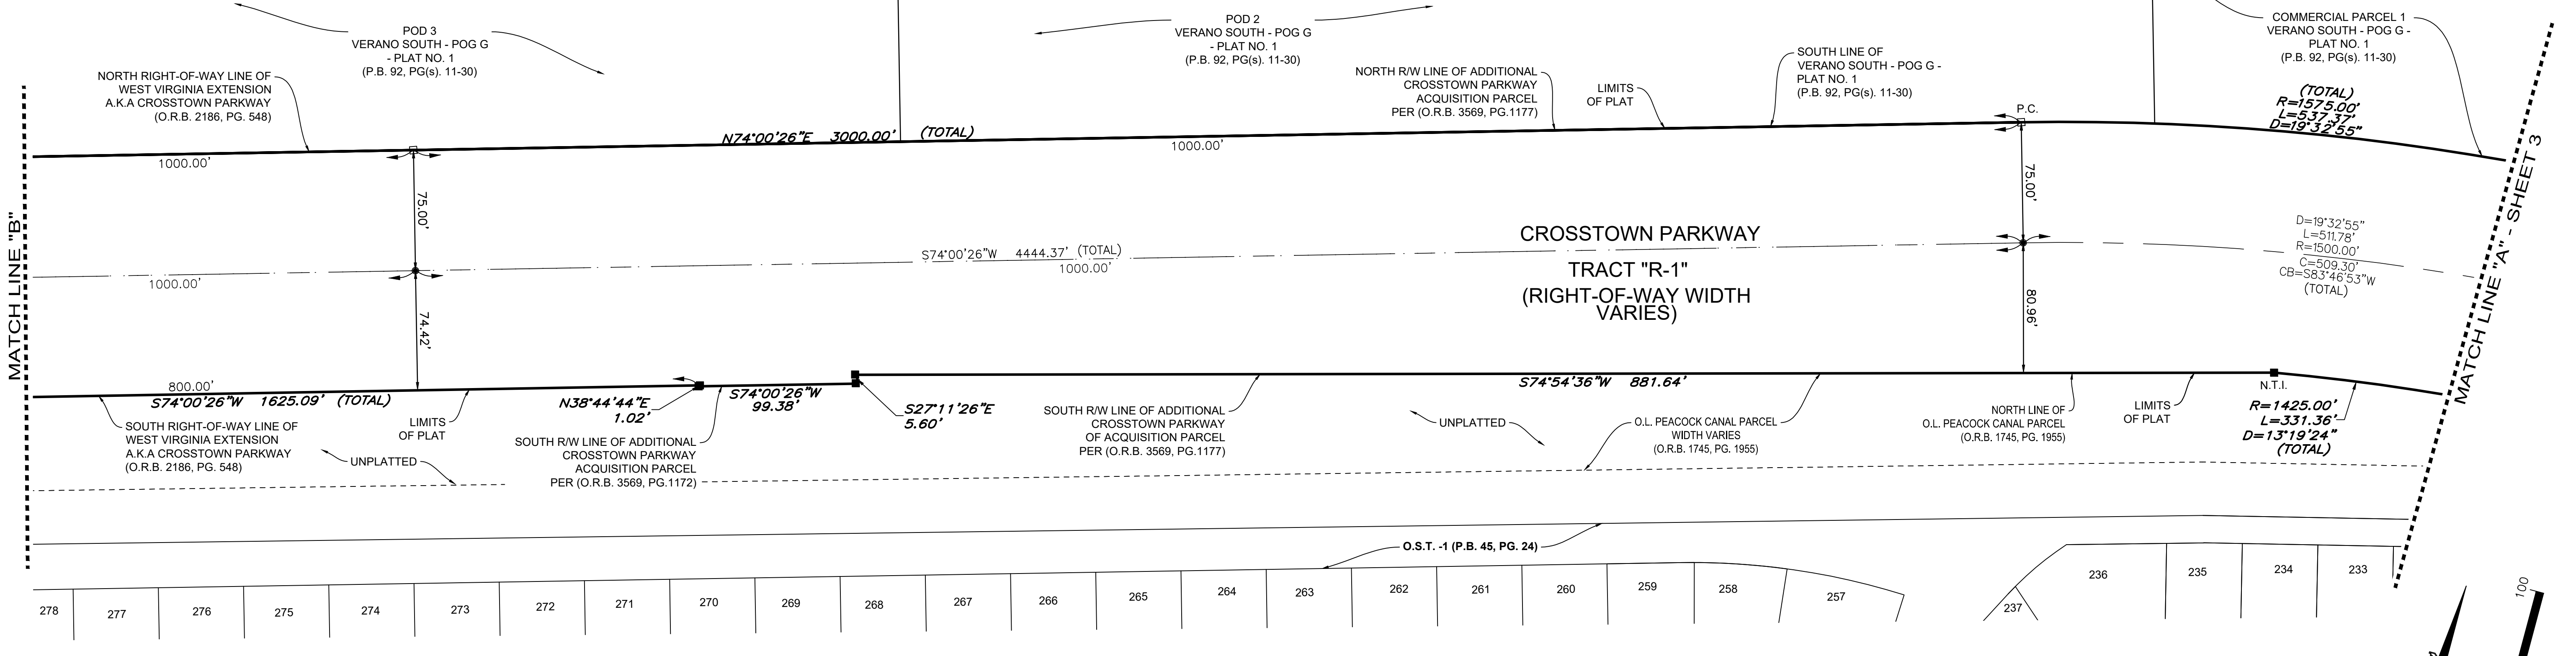 POD 3
VERANO SOUTH - POG G
- PLAT NO. 1
(P.B. 92, PG(s). 11-30)
POD 2
VERANO SOUTH - POG G
- PLAT NO. 1
(P.B. 92, PG(s). 11-30)
COMMERCIAL PARCEL 1
VERANO SOUTH - POG G -
PLAT NO. 1
(P.B. 92, PG(s). 11-30)
NORTH RIGHT-OF-WAY LINE OF
WEST VIRGINIA EXTENSION
A.K.A CROSSTOWN PARKWAY
(O.R.B. 2186, PG. 548)
NORTH R/W LINE OF ADDITIONAL
CROSSTOWN PARKWAY
ACQUISITION PARCEL
PER (O.R.B. 3569, PG.1177)
LIMITS
OF PLAT
SOUTH LINE OF
VERANO SOUTH - POG G -
PLAT NO. 1
(P.B. 92, PG(s). 11-30)
(TOTAL)
R=1575.00'
L=537.37'
D=19°32'55"
P.C.
N74°00'26"E 3000.00' (TOTAL)
1000.00'
1000.00'
75.00'
75.00'
MATCH LINE "B"
MATCH LINE "A" - SHEET 3
S74°00'26"W 4444.37' (TOTAL)
1000.00'
1000.00'
CROSSTOWN PARKWAY
TRACT "R-1"
(RIGHT-OF-WAY WIDTH
VARIES)
D=19°32'55"
L=511.78'
R=1500.00'
C=509.30'
CB=S83°46'53"W
(TOTAL)
74.42'
80.96'
800.00'
S74°00'26"W 1625.09' (TOTAL)
N38°44'44"E
1.02'
S74°00'26"W
99.38'
S27°11'26"E
5.60'
S74°54'36"W 881.64'
N.T.I.
R=1425.00'
L=331.36'
D=13°19'24"
(TOTAL)
SOUTH RIGHT-OF-WAY LINE OF
WEST VIRGINIA EXTENSION
A.K.A CROSSTOWN PARKWAY
(O.R.B. 2186, PG. 548)
UNPLATTED
LIMITS
OF PLAT
SOUTH R/W LINE OF ADDITIONAL
CROSSTOWN PARKWAY
ACQUISITION PARCEL
PER (O.R.B. 3569, PG.1172)
SOUTH R/W LINE OF ADDITIONAL
CROSSTOWN PARKWAY
OF ACQUISITION PARCEL
PER (O.R.B. 3569, PG.1177)
UNPLATTED
O.L. PEACOCK CANAL PARCEL
WIDTH VARIES
(O.R.B. 1745, PG. 1955)
NORTH LINE OF
O.L. PEACOCK CANAL PARCEL
(O.R.B. 1745, PG. 1955)
LIMITS
OF PLAT
O.S.T. -1 (P.B. 45, PG. 24)
278
277
276
275
274
273
272
271
270
269
268
267
266
265
264
263
262
261
260
259
258
257
237
236
235
234
233
100